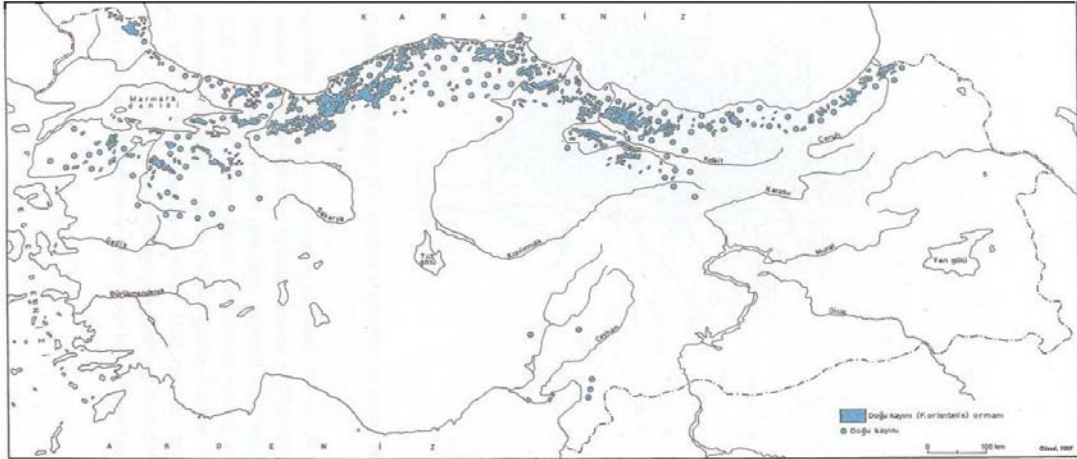 K A R A D E N İ Z
Marmara
denizi
Çoruh
Kelkit
Karasu
Sakarya
Gediz
Kızılırmak
Murat
Tuz
gölü
Van gölü
Büyükmenderes
Dicle
Ceyhan
Doğu kayını (F.orientalis) ormanı
Doğu kayını
A K D E N İ Z
0 100 km